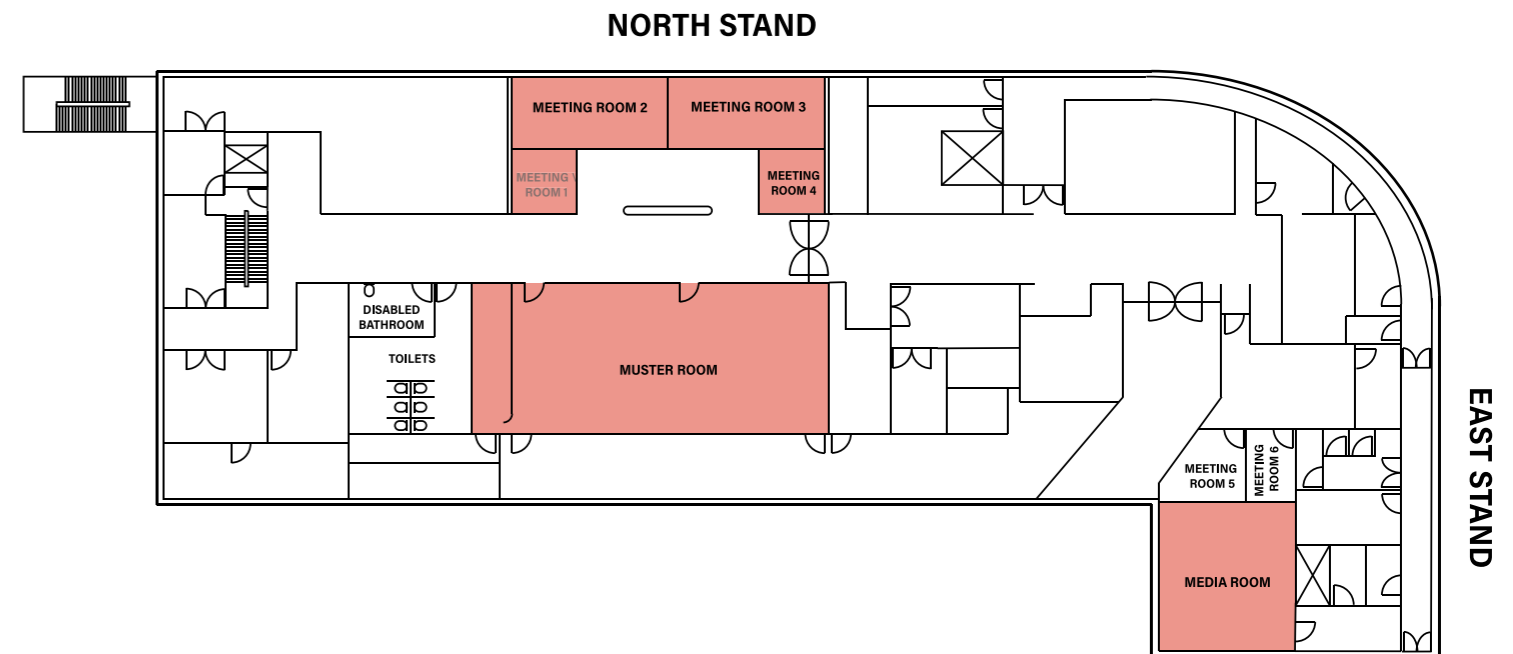 NORTH STAND
MEETING ROOM 2
MEETING ROOM 3
MEETING
ROOM 1
MEETING
ROOM 4
DISABLED
BATHROOM
TOILETS
MUSTER ROOM
EAST STAND
MEETING
ROOM 5
MEETING
ROOM 6
MEDIA ROOM